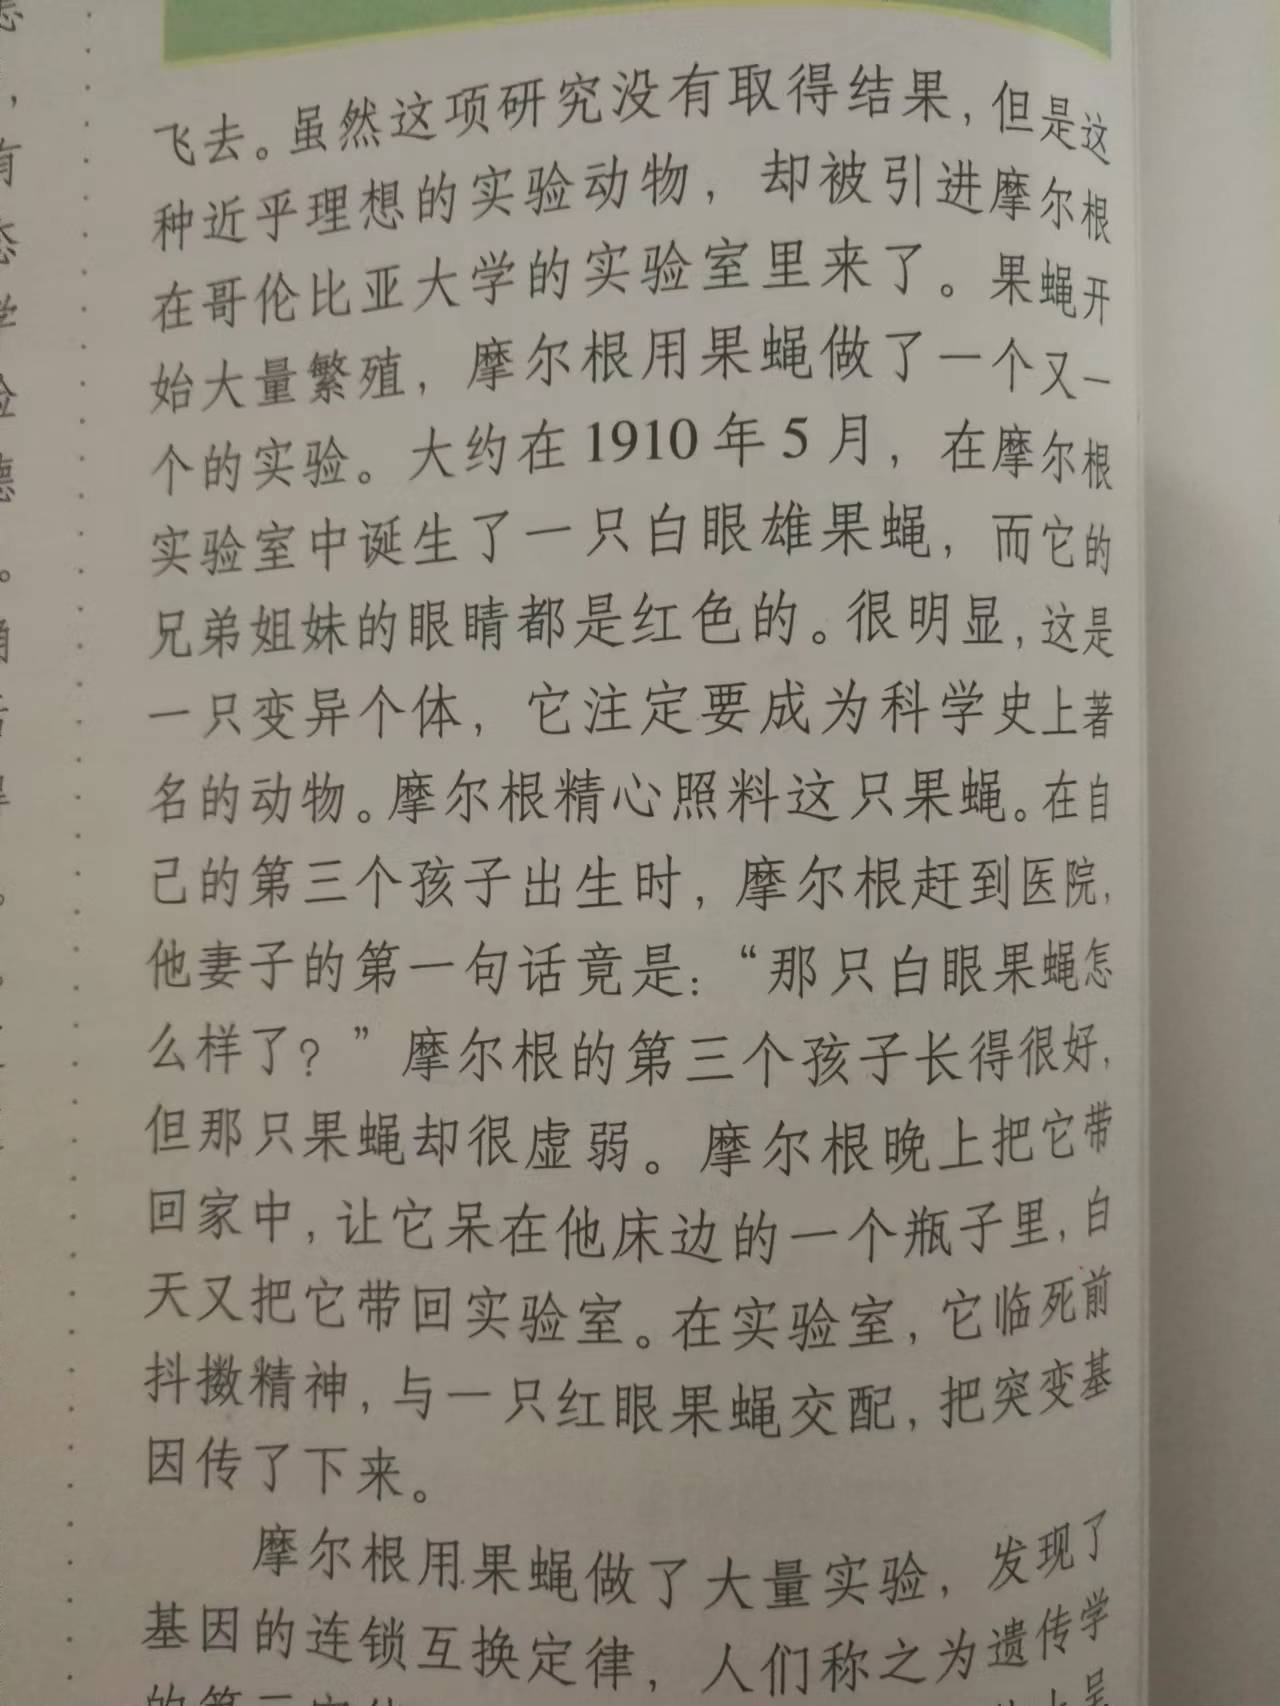 飞去。虽然这项研究没有取得结果，但是这
种近乎理想的实验动物，却被引进摩尔根
在哥伦比亚大学的实验室里来了。果蝇开
始大量繁殖，摩尔根用果蝇做了一个又一
个的实验。大约在1910年5月，在摩尔根
实验室中诞生了一只白眼雄果蝇，而它的
兄弟姐妹的眼睛都是红色的。很明显，这是
一只变异个体，它注定要成为科学史上著
名的动物。摩尔根精心照料这只果蝇。在自
己的第三个孩子出生时，摩尔根赶到医院，
他妻子的第一句话竟是：“那只白眼果蝇怎
么样了？”摩尔根的第三个孩子长得很好，
但那只果蝇却很虚弱。摩尔根晚上把它带
回家中，让它呆在他床边的一个瓶子里，白
天又把它带回实验室。在实验室，它临死前
抖擞精神，与一只红眼果蝇交配，把突变基
因传了下来。
摩尔根用果蝇做了大量实验，发现了
基因的连锁互换定律，人们称之为遗传学
的第三定律